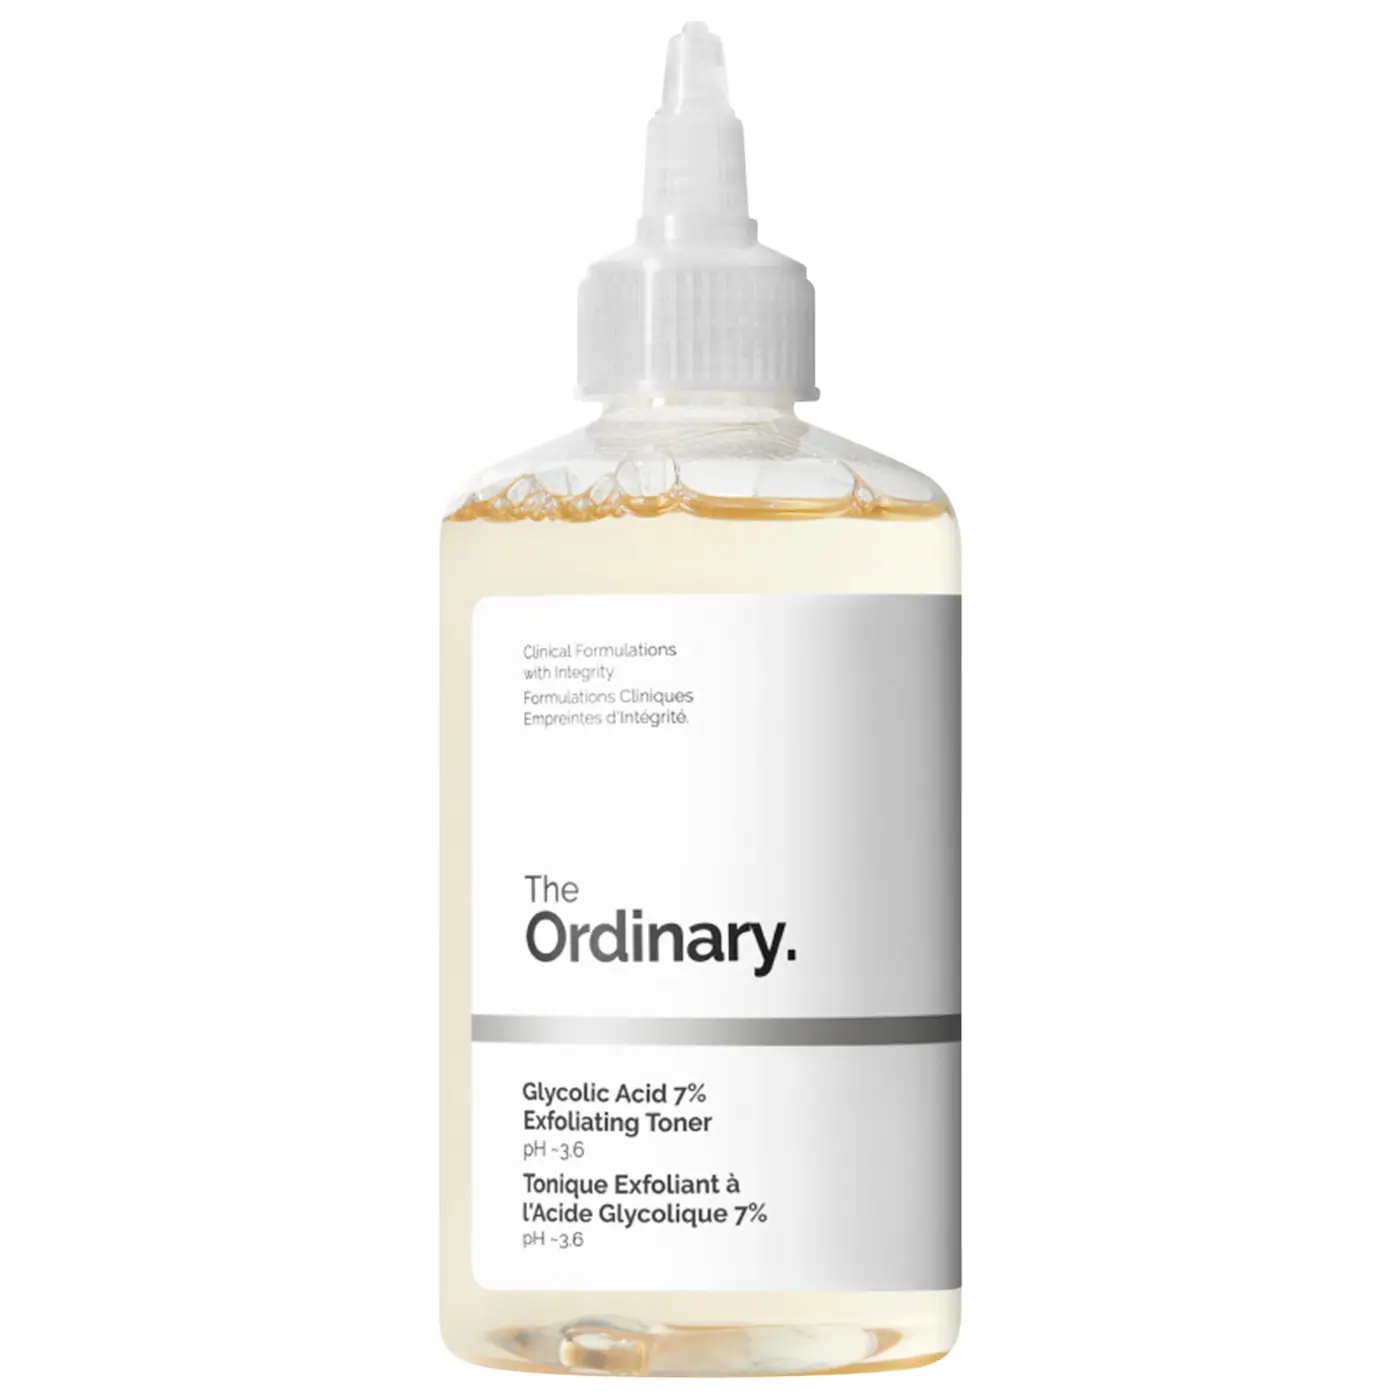 Clinical Formulations
with Integrity.
Formulations Cliniques
Empreintes d'Intégrité.
The
Ordinary.
Glycolic Acid 7%
Exfoliating Toner
pH ~3.6
Tonique Exfoliant à
l'Acide Glycolique 7%
pH ~3.6